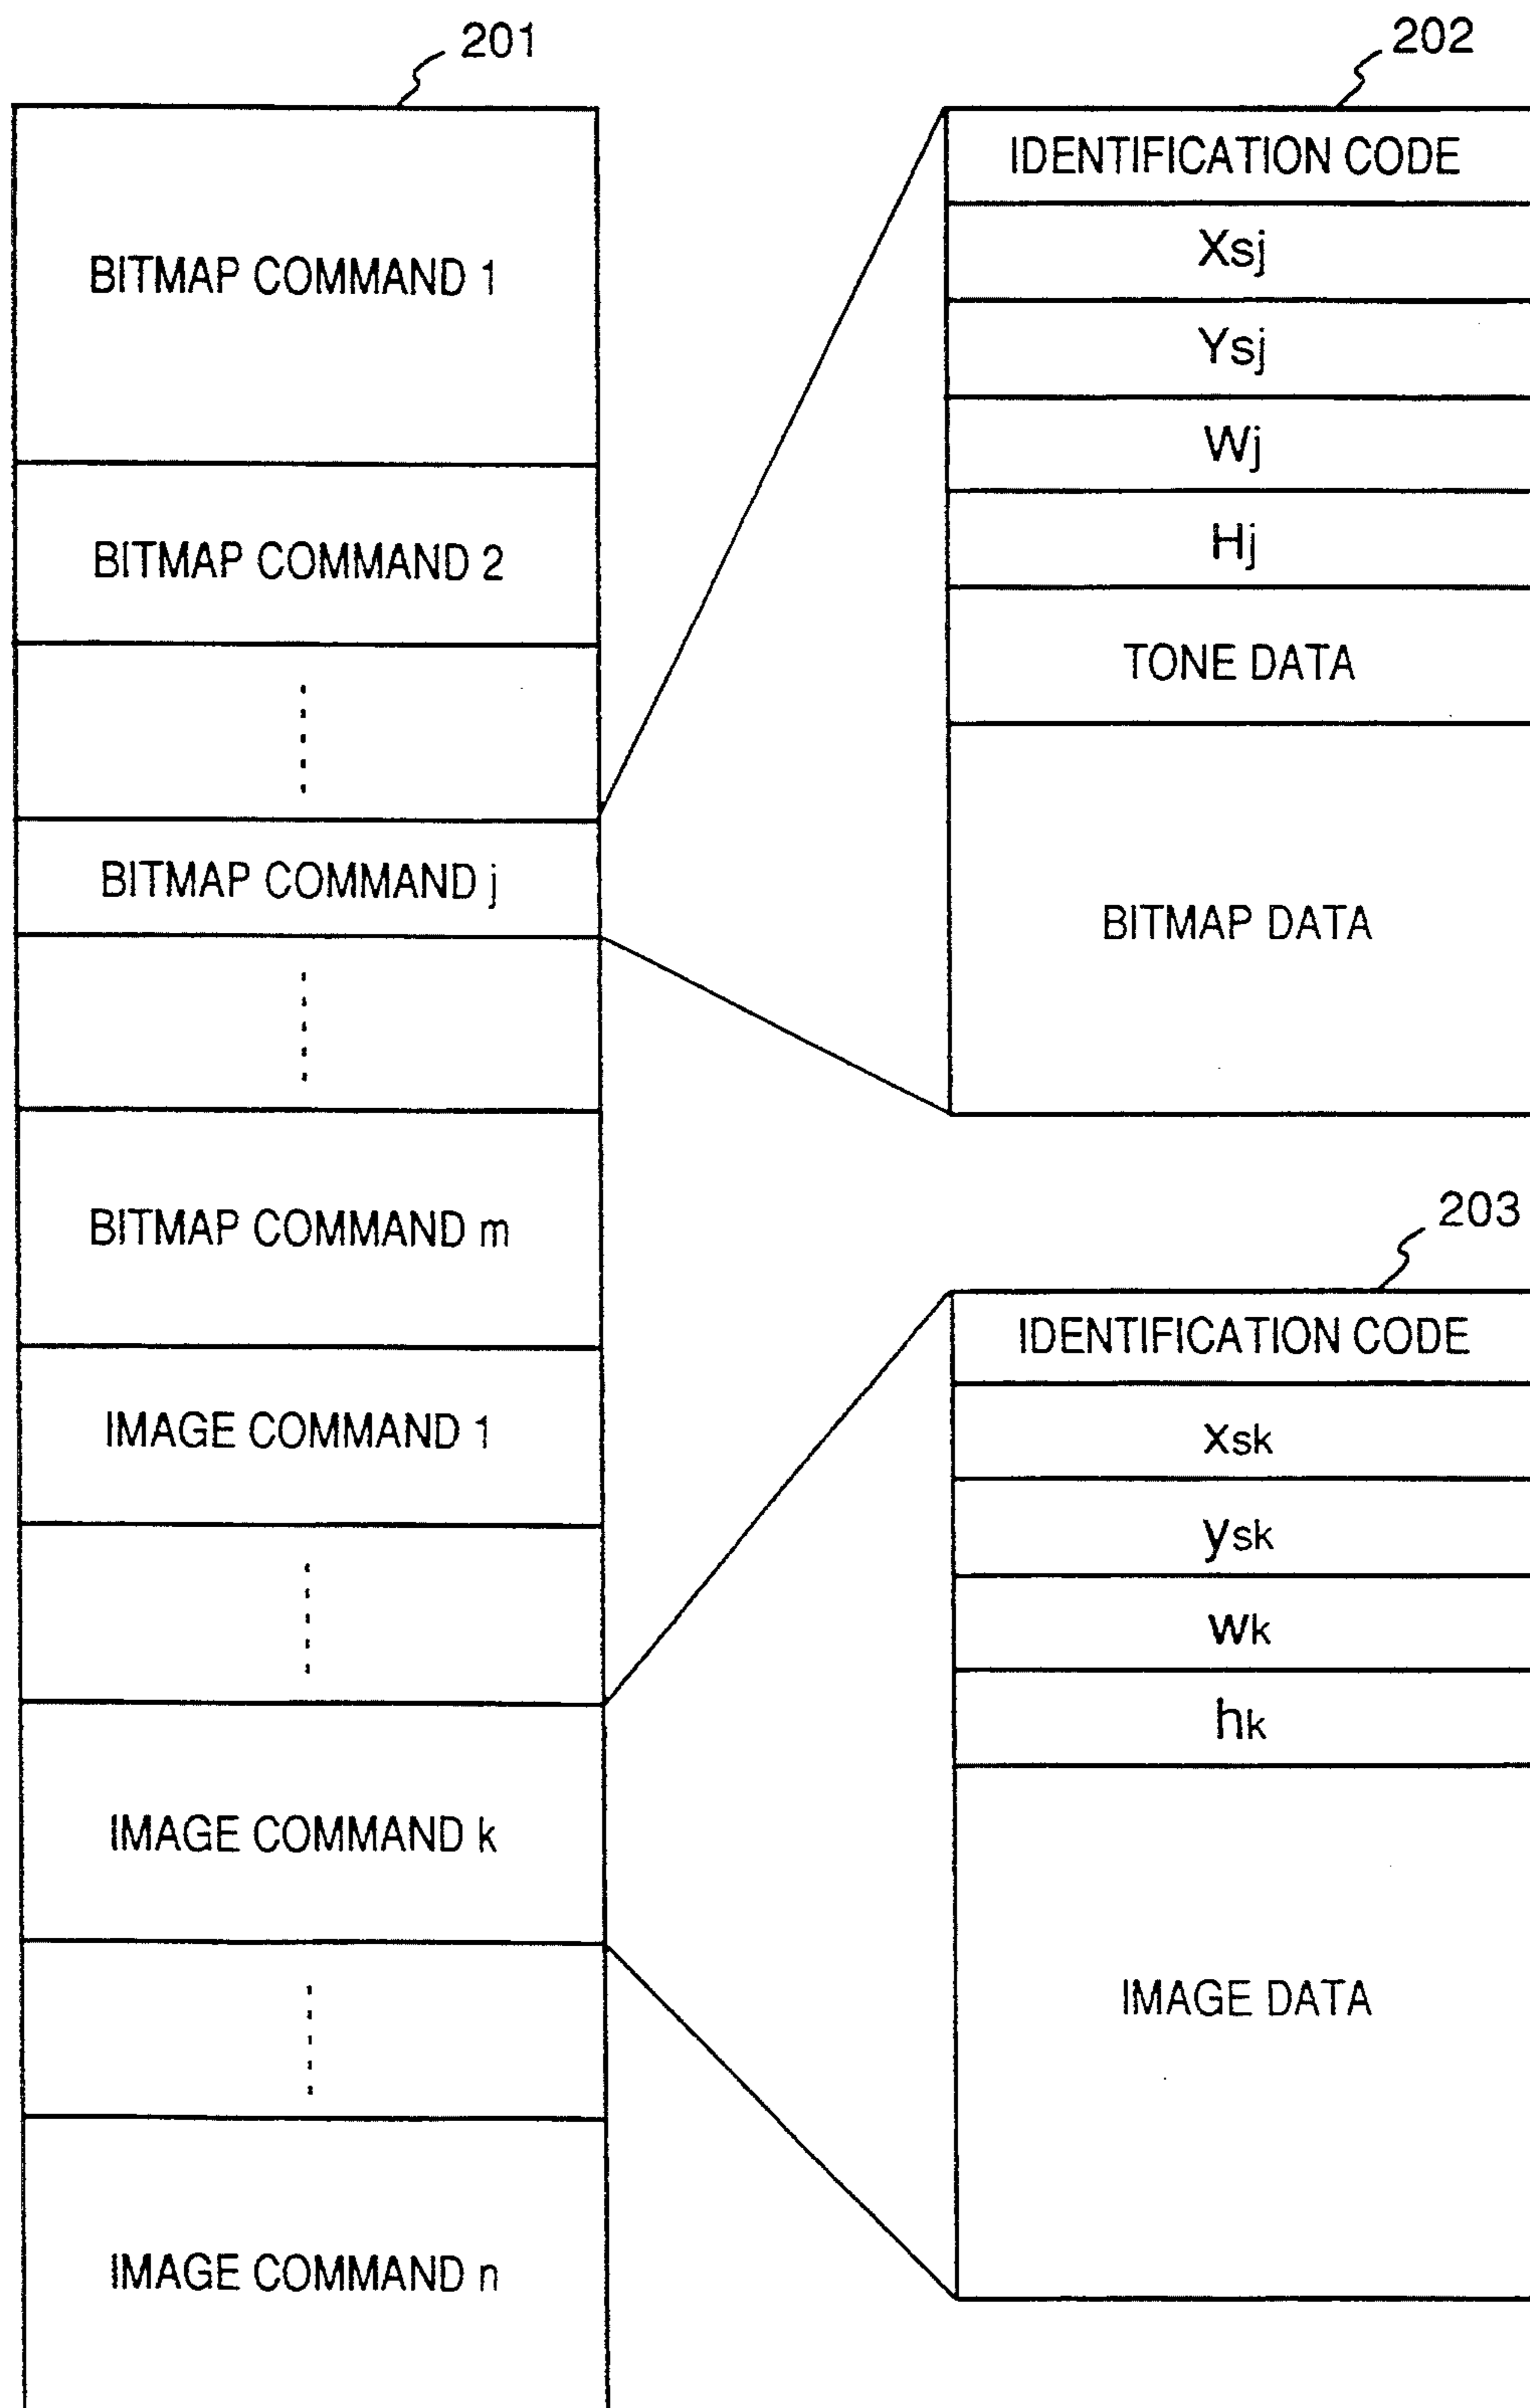 201
BITMAP COMMAND 1
BITMAP COMMAND 2
BITMAP COMMAND j
BITMAP COMMAND m
IMAGE COMMAND 1
IMAGE COMMAND k
IMAGE COMMAND n
202
IDENTIFICATION CODE
Xsj
Ysj
Wj
Hj
TONE DATA
BITMAP DATA
203
IDENTIFICATION CODE
xsk
ysk
wk
hk
IMAGE DATA